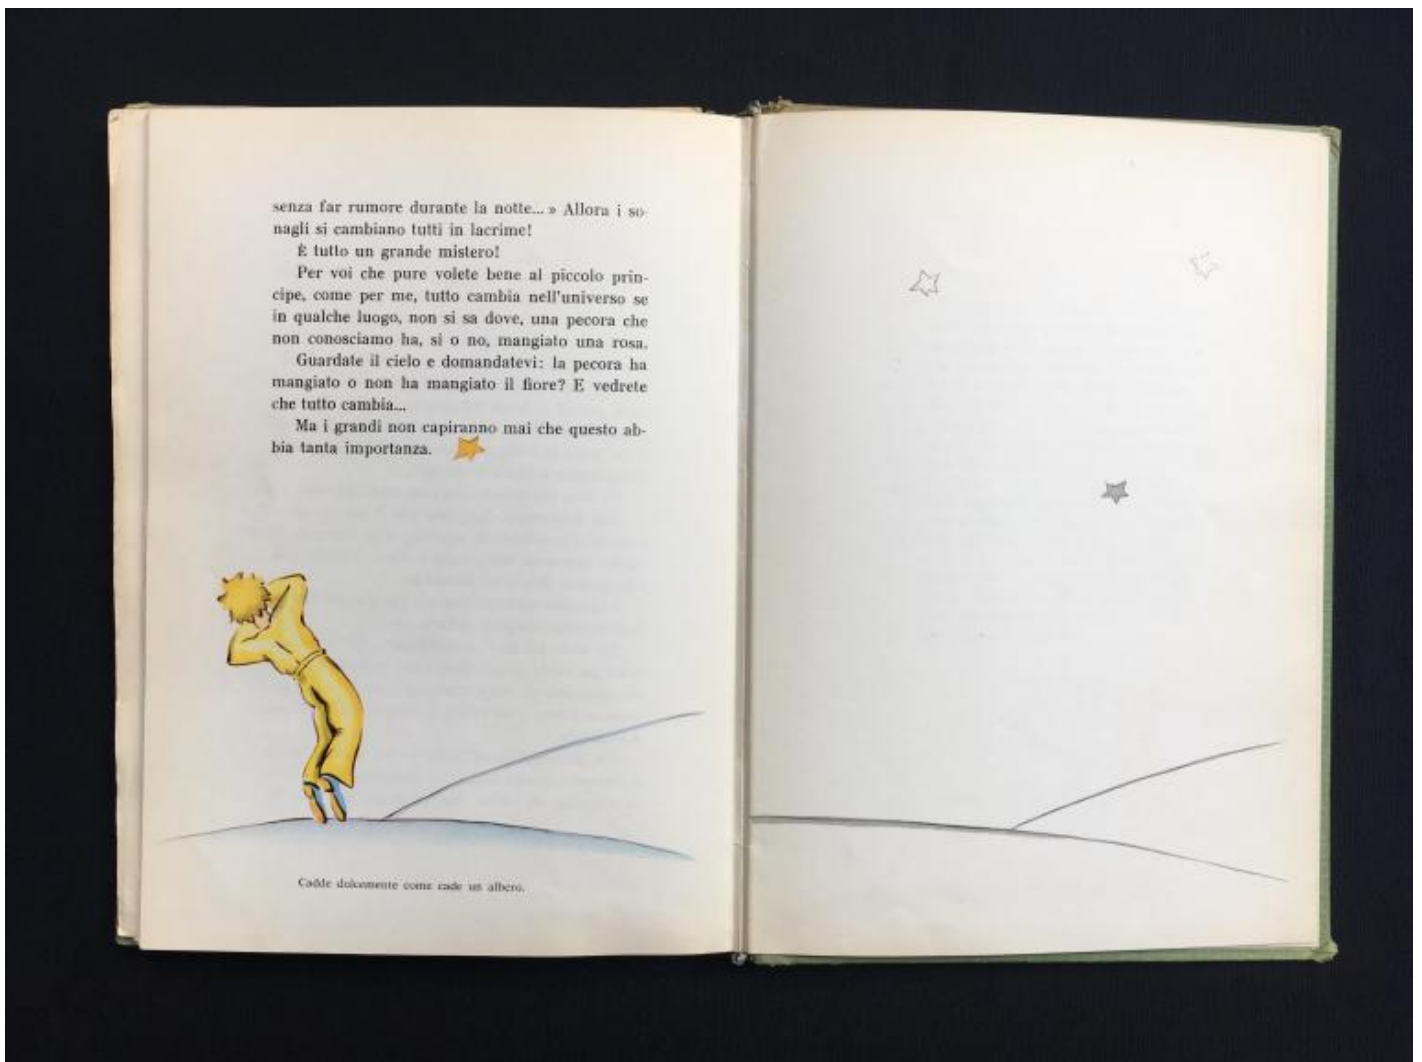 senza far rumore durante la notte... » Allora i so-
nagli si cambiano tutti in lacrime!
È tutto un grande mistero!
Per voi che pure volete bene al piccolo prin-
cipe, come per me, tutto cambia nell'universo se
in qualche luogo, non si sa dove, una pecora che
non conosciamo ha, si o no, mangiato una rosa.
Guardate il cielo e domandatevi: la pecora ha
mangiato o non ha mangiato il fiore? E vedrete
che tutto cambia...
Ma i grandi non capiranno mai che questo ab-
bia tanta importanza.
Cadde dolcemente come cade un albero.